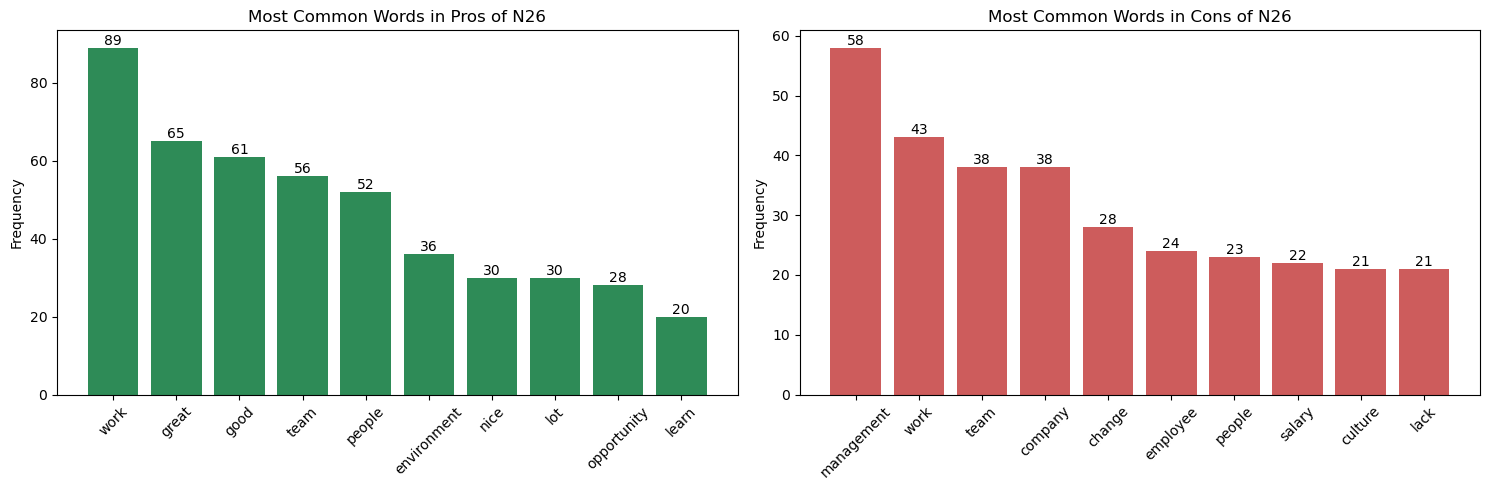 Most Common Words in Pros of N26
Frequency
80
60
40
20
0
89
65
61
56
52
36
30
30
28
20
work
great
good
team
people
environment
nice
lot
opportunity
learn
Most Common Words in Cons of N26
Frequency
60
50
40
30
20
10
0
58
43
38
38
28
24
23
22
21
21
management
work
team
company
change
employee
people
salary
culture
lack